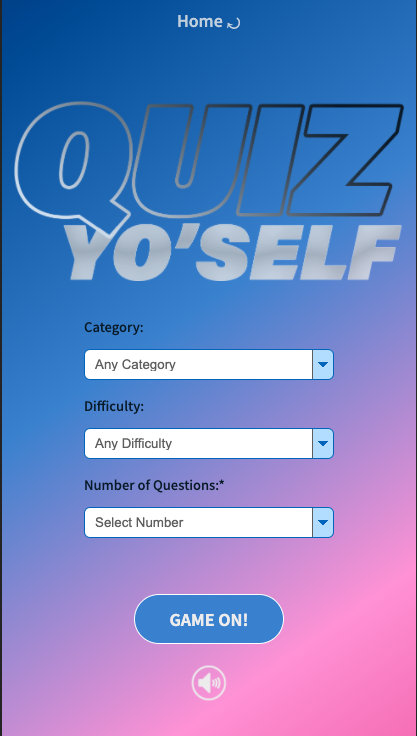 Home
QUIZ
YO'SELF
Category:
Any Category
Difficulty:
Any Difficulty
Number of Questions:*
Select Number
GAME ON!